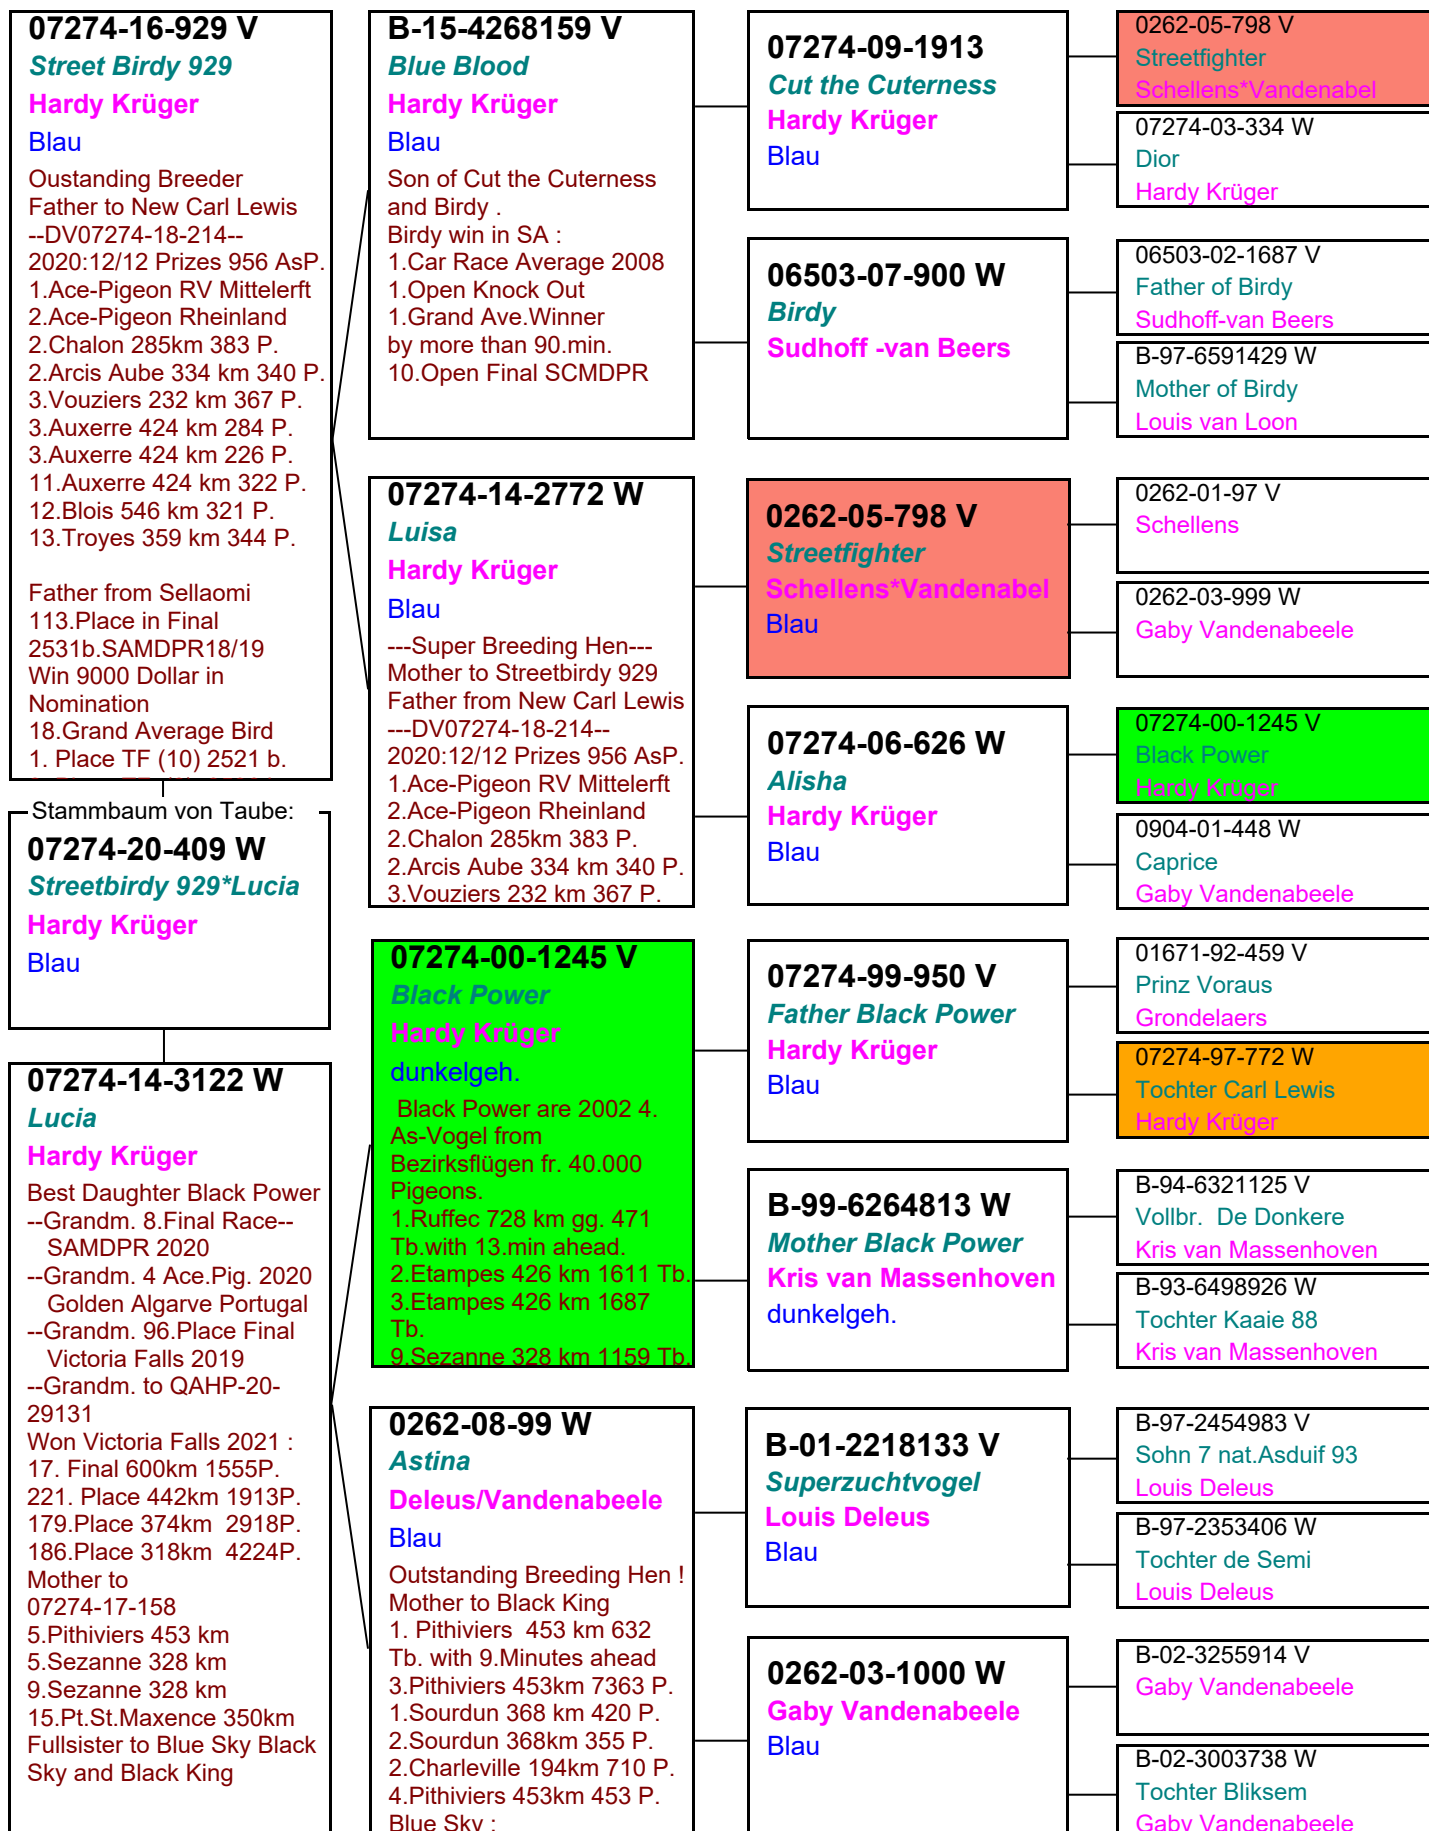 07274-16-929 V
Street Birdy 929
Hardy Krüger
Blau
Oustanding Breeder
Father to New Carl Lewis
--DV07274-18-214--
2020:12/12 Prizes 956 AsP.
1.Ace-Pigeon RV Mittelerft
2.Ace-Pigeon Rheinland
2.Chalon 285km 383 P.
2.Arcis Aube 334 km 340 P.
3.Vouziers 232 km 367 P.
3.Auxerre 424 km 284 P.
3.Auxerre 424 km 226 P.
11.Auxerre 424 km 322 P.
12.Blois 546 km 321 P.
13.Troyes 359 km 344 P.
Father from Sellaomi
113.Place in Final
2531b.SAMDPR18/19
Win 9000 Dollar in
Nomination
18.Grand Average Bird
1. Place TF (10) 2521 b.
Stammbaum von Taube:
07274-20-409 W
Streetbirdy 929*Lucia
Hardy Krüger
Blau
07274-14-3122 W
Lucia
Hardy Krüger
Best Daughter Black Power
--Grandm. 8.Final Race--
SAMDPR 2020
--Grandm. 4 Ace.Pig. 2020
Golden Algarve Portugal
--Grandm. 96.Place Final
Victoria Falls 2019
--Grandm. to QAHP-20-
29131
Won Victoria Falls 2021 :
17. Final 600km 1555P.
221. Place 442km 1913P.
179.Place 374km  2918P.
186.Place 318km  4224P.
Mother to
07274-17-158
5.Pithiviers 453 km
5.Sezanne 328 km
9.Sezanne 328 km
15.Pt.St.Maxence 350km
Fullsister to Blue Sky Black
Sky and Black King
B-15-4268159 V
Blue Blood
Hardy Krüger
Blau
Son of Cut the Cuterness
and Birdy .
Birdy win in SA :
1.Car Race Average 2008
1.Open Knock Out
1.Grand Ave.Winner
by more than 90.min.
10.Open Final SCMDPR
07274-14-2772 W
Luisa
Hardy Krüger
Blau
---Super Breeding Hen---
Mother to Streetbirdy 929
Father from New Carl Lewis
---DV07274-18-214--
2020:12/12 Prizes 956 AsP.
1.Ace-Pigeon RV Mittelerft
2.Ace-Pigeon Rheinland
2.Chalon 285km 383 P.
2.Arcis Aube 334 km 340 P.
3.Vouziers 232 km 367 P.
07274-00-1245 V
Black Power
Hardy Krüger
dunkelgeh.
Black Power are 2002 4.
As-Vogel from
Bezirksflügen fr. 40.000
Pigeons.
1.Ruffec 728 km gg. 471
Tb.with 13.min ahead.
2.Etampes 426 km 1611 Tb.
3.Etampes 426 km 1687
Tb.
9.Sezanne 328 km 1159 Tb.
0262-08-99 W
Astina
Deleus/Vandenabeele
Blau
Outstanding Breeding Hen !
Mother to Black King
1. Pithiviers  453 km 632
Tb. with 9.Minutes ahead
3.Pithiviers 453km 7363 P.
1.Sourdun 368 km 420 P.
2.Sourdun 368km 355 P.
2.Charleville 194km 710 P.
4.Pithiviers 453km 453 P.
Blue Sky :
07274-09-1913
Cut the Cuterness
Hardy Krüger
Blau
06503-07-900 W
Birdy
Sudhoff -van Beers
0262-05-798 V
Streetfighter
Schellens*Vandenabel
Blau
07274-06-626 W
Alisha
Hardy Krüger
Blau
07274-99-950 V
Father Black Power
Hardy Krüger
Blau
B-99-6264813 W
Mother Black Power
Kris van Massenhoven
dunkelgeh.
B-01-2218133 V
Superzuchtvogel
Louis Deleus
Blau
0262-03-1000 W
Gaby Vandenabeele
Blau
0262-05-798 V
Streetfighter
Schellens*Vandenabel
07274-03-334 W
Dior
Hardy Krüger
06503-02-1687 V
Father of Birdy
Sudhoff-van Beers
B-97-6591429 W
Mother of Birdy
Louis van Loon
0262-01-97 V
Schellens
0262-03-999 W
Gaby Vandenabeele
07274-00-1245 V
Black Power
Hardy Krüger
0904-01-448 W
Caprice
Gaby Vandenabeele
01671-92-459 V
Prinz Voraus
Grondelaers
07274-97-772 W
Tochter Carl Lewis
Hardy Krüger
B-94-6321125 V
Vollbr.  De Donkere
Kris van Massenhoven
B-93-6498926 W
Tochter Kaaie 88
Kris van Massenhoven
B-97-2454983 V
Sohn 7 nat.Asduif 93
Louis Deleus
B-97-2353406 W
Tochter de Semi
Louis Deleus
B-02-3255914 V
Gaby Vandenabeele
B-02-3003738 W
Tochter Bliksem
Gaby Vandenabeele